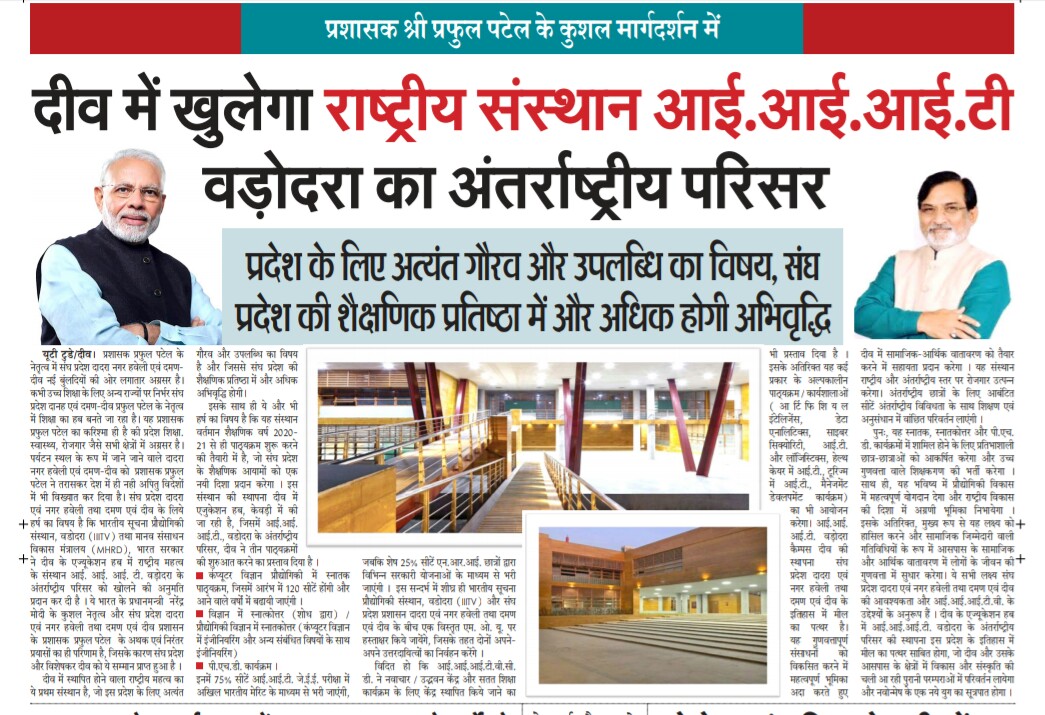 प्रशासक श्री प्रफुल पटेल के कुशल मार्गदर्शन में
दीव में खुलेगा राष्ट्रीय संस्थान आई.आई.आई.टी
वड़ोदरा का अंतर्राष्ट्रीय परिसर
प्रदेश के लिए अत्यंत गौरव और उपलब्धि का विषय, संघ
प्रदेश की शैक्षणिक प्रतिष्ठा में और अधिक होगी अभिवृद्धि
यूटी टुडे/दीव। प्रशासक प्रफुल पटेल के
नेतृत्व में संघ प्रदेश दादरा नगर हवेली एवं दमण-
दीव नई बुंलदियों की ओर लगातार अग्रसर है।
कभी उच्च शिक्षा के लिए अन्य राज्यों पर निर्भर संघ
प्रदेश दानह एवं दमण-दीव प्रफुल पटेल के नेतृत्व
में शिक्षा का हब बनते जा रहा है। यह प्रशासक
प्रफुल पटेल का करिश्मा ही है की प्रदेश शिक्षा,
स्वास्थ्य, रोजगार जैसे सभी क्षेत्रों में अग्रसर है।
पर्यटन स्थल के रूप में जाने जाने वाले दादरा
नगर हवेली एवं दमण-दीव को प्रशासक प्रफुल
पटेल ने तरासकर देश में ही नही अपितु विदेशों
में भी विख्यात कर दिया है। संघ प्रदेश दादरा
एवं नगर हवेली तथा दमण एवं दीव के लिये
हर्ष का विषय है कि भारतीय सूचना प्रौद्योगिकी
संस्थान, वडोदरा (IIITV) तथा मानव संसाधन
विकास मंत्रालय (MHRD), भारत सरकार
ने दीव के एज्यूकेशन हब में राष्ट्रीय महत्व
के संस्थान आई. आई. आई. टी. वड़ोदरा के
अंतर्राष्ट्रीय परिसर को खोलने को अनुमति
प्रदान कर दी है। ये भारत के प्रधानमंत्री नरेंद्र
मोदी के कुशल नेतृत्व और संघ प्रदेश दादरा
एवं नगर हवेली तथा दमण एवं दीव प्रशासन
के प्रशासक प्रफुल पटेल के अथक एवं निरंतर
प्रयासों का ही परिणाम है, जिसके कारण संघ प्रदेश
और विशेषकर दीव को ये सम्मान प्राप्त हुआ है।
दीव में स्थापित होने वाला राष्ट्रीय महत्व का
ये प्रथम संस्थान है, जो इस प्रदेश के लिए अत्यंत
गौरव और उपलब्धि का विषय
है और जिससे संघ प्रदेश की
शैक्षणिक प्रतिष्ठा में और अधिक
अभिवृद्धि होगी।
इसके साथ ही ये और भी
हर्ष का विषय है कि यह संस्थान
वर्तमान शैक्षणिक वर्ष 2020-
21 से ही पाठ्यक्रम शुरू करने
की तैयारी में है, जो संघ प्रदेश
के शैक्षणिक आयामों को एक
नयी दिशा प्रदान करेगा । इस
संस्थान की स्थापना दीव में
एजुकेशन हब, केवड़ी में की
जा रही है, जिसमें आई.आई.
आई.टी., वडोदरा के अंतर्राष्ट्रीय
परिसर, दीव ने तीन पाठ्यक्रमों
की शुरुआत करने का प्रस्ताव दिया है ।
■ कंप्यूटर विज्ञान प्रौद्योगिकी में स्नातक
पाठ्यक्रम, जिसमें आरंभ में 120 सीटें होंगी और
आने वाले वर्षों में बढ़ायी जाएंगी ।
■ विज्ञान में स्नातकोत्तर (शोध द्वारा) /
प्रौद्योगिकी विज्ञान में स्नातकोत्तर (कंप्यूटर विज्ञान
में इंजीनियरिंग और अन्य संबंधित विषयों के साथ
इंजीनियरिंग)
■ पी.एच.डी. कार्यक्रम ।
इनमें 75% सीटें आई.आई.टी. जे.ई.ई. परीक्षा में
अखिल भारतीय मेरिट के माध्यम से भरी जाएंगी,
जबकि शेष 25% सीटें एन.आर.आई. छात्रों द्वारा
विभिन्न सरकारी योजनाओं के माध्यम से भरी
जाएंगी । इस सन्दर्भ में शीघ्र ही भारतीय सूचना
प्रौद्योगिकी संस्थान, वडोदरा (IIITV) और संघ
प्रदेश प्रशासन दादरा एवं नगर हवेली तथा दमण
एवं दीव के बीच एक विस्तृत एम. ओ. यू. पर
हस्ताक्षर किये जायेंगे, जिसके तहत दोनों अपने-
अपने उत्तरदायित्वों का निर्वहन करेंगे ।
विदित हो कि आई.आई.आई.टी.वी.सी.
डी. ने नवाचार / उद्भवन केंद्र और सतत शिक्षा
कार्यक्रम के लिए केंद्र स्थापित किये जाने का
भी प्रस्ताव दिया है ।
इसके अतिरिक्त यह कई
प्रकार के अल्पकालीन
पाठ्यक्रम / कार्यशालाओं
(आर्टिफिशियल
इंटेलिजेंस, डेटा
एनालिटिक्स, साइबर
सिक्योरिटी, आई.टी.
और लॉजिस्टिक्स, हेल्थ
केयर में आई.टी., टूरिज्म
में आई.टी., मैनेजमेंट
डेवलपमेंट कार्यक्रम)
का भी आयोजन
करेगा। आई.आई.
आई.टी. वड़ोदरा
कैम्पस दीव की
स्थापना संघ
प्रदेश दादरा एवं
नगर हवेली तथा
दमण एवं दीव के
इतिहास में मील
का पत्थर है।
यह गुणवत्तापूर्ण
संसाधनों को
विकसित करने में
महत्वपूर्ण भूमिका
अदा करते हुए
दीव में सामाजिक-आर्थिक वातावरण को तैयार
करने में सहायता प्रदान करेगा । यह संस्थान
राष्ट्रीय और अंतर्राष्ट्रीय स्तर पर रोजगार उत्पन्न
करेगा। अंतर्राष्ट्रीय छात्रों के लिए आबंटित
सीटें अंतर्राष्ट्रीय विविधता के साथ शिक्षण एवं
अनुसंधान में वांछित परिवर्तन लाएंगी ।
पुनः, यह स्नातक, स्नातकोत्तर और पी.एच.
डी. कार्यक्रम में शामिल होने के लिए प्रतिभाशाली
छात्र-छात्राओं को आकर्षित करेगा और उच्च
गुणवत्ता वाले शिक्षकगण की भर्ती करेगा ।
साथ ही, यह भविष्य में प्रौद्योगिकी विकास
में महत्वपूर्ण योगदान देगा और राष्ट्रीय विकास
की दिशा में अग्रणी भूमिका निभायेगा ।
इसके अतिरिक्त, मुख्य रूप से यह लक्ष्य को
हासिल करने और सामाजिक जिम्मेदारी वाली
गतिविधियों के रूप में आसपास के सामाजिक
और आर्थिक वातावरण में लोगों के जीवन की
गुणवत्ता में सुधार करेगा। ये सभी लक्ष्य संघ
प्रदेश दादरा एवं नगर हवेली तथा दमण एवं दीव
की आवश्यकता और आई.आई.आई.टी.वी. के
उद्देश्यों के अनुरूप है । दीव के एज्यूकेशन हब में
आई.आई.आई.टी. वडोदरा के अंतर्राष्ट्रीय
परिसर की स्थापना इस प्रदेश के इतिहास में
मील का पत्थर साबित होगा, जो दीव और उसके
आसपास के क्षेत्रों में विकास और संस्कृति की
चली आ रही पुरानी परम्पराओं में परिवर्तन लायेगा
और नवोन्मेष के एक नये युग का सूत्रपात होगा ।